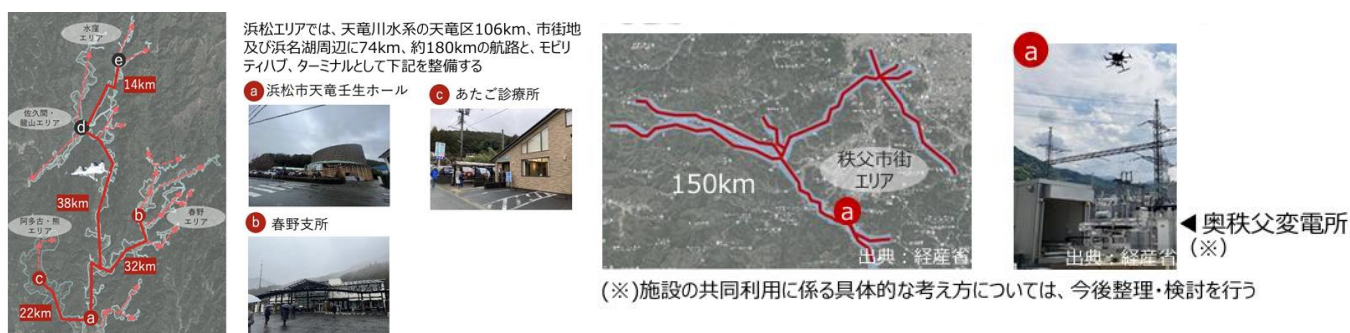 水窪
エリア
e
14km
佐久間・
龍山エリア
d
38km
阿多古・熊
エリア
b
春野
エリア
c
32km
22km
a
浜松エリアでは、天竜川水系の天竜区106km、市街地
及び浜名湖周辺に74km、約180kmの航路と、モビリ
ティハブ、ターミナルとして下記を整備する
a 浜松市天竜壬生ホール
c あたご診療所
b 春野支所
秩父市街
エリア
150km
a
出典:経産省
a
出典:経産省
◀奥秩父変電所
(※)
(※)施設の共同利用に係る具体的な考え方については、今後整理・検討を行う